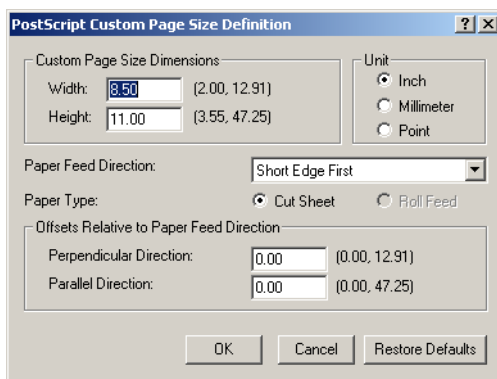 PostScript Custom Page Size Definition
Custom Page Size Dimensions
Width: 8.50 (2.00, 12.91)
Height: 11.00 (3.55, 47.25)
Unit
Inch
Millimeter
Point
Paper Feed Direction: Short Edge First
Paper Type: Cut Sheet Roll Feed
Offsets Relative to Paper Feed Direction
Perpendicular Direction: 0.00 (0.00, 12.91)
Parallel Direction: 0.00 (0.00, 47.25)
OK Cancel Restore Defaults